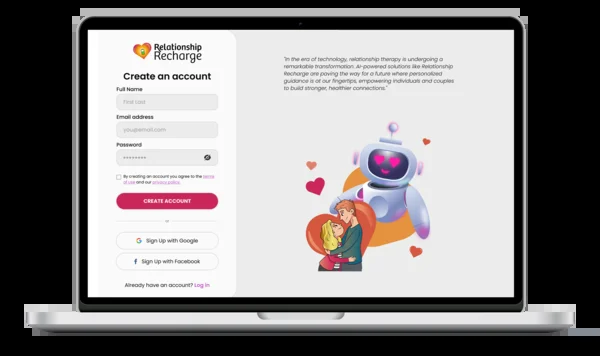 Relationship
Recharge
Create an account
Full Name
First Last
Email address
you@email.com
Password
••••••••
By creating an account you agree to the terms
of use and our privacy policy.
CREATE ACCOUNT
or
Sign Up with Google
Sign Up with Facebook
Already have an account? Log in
"In the era of technology, relationship therapy is undergoing a
remarkable transformation. AI-powered solutions like Relationship
Recharge are paving the way for a future where personalized
guidance is at our fingertips, empowering individuals and couples
to build stronger, healthier connections."